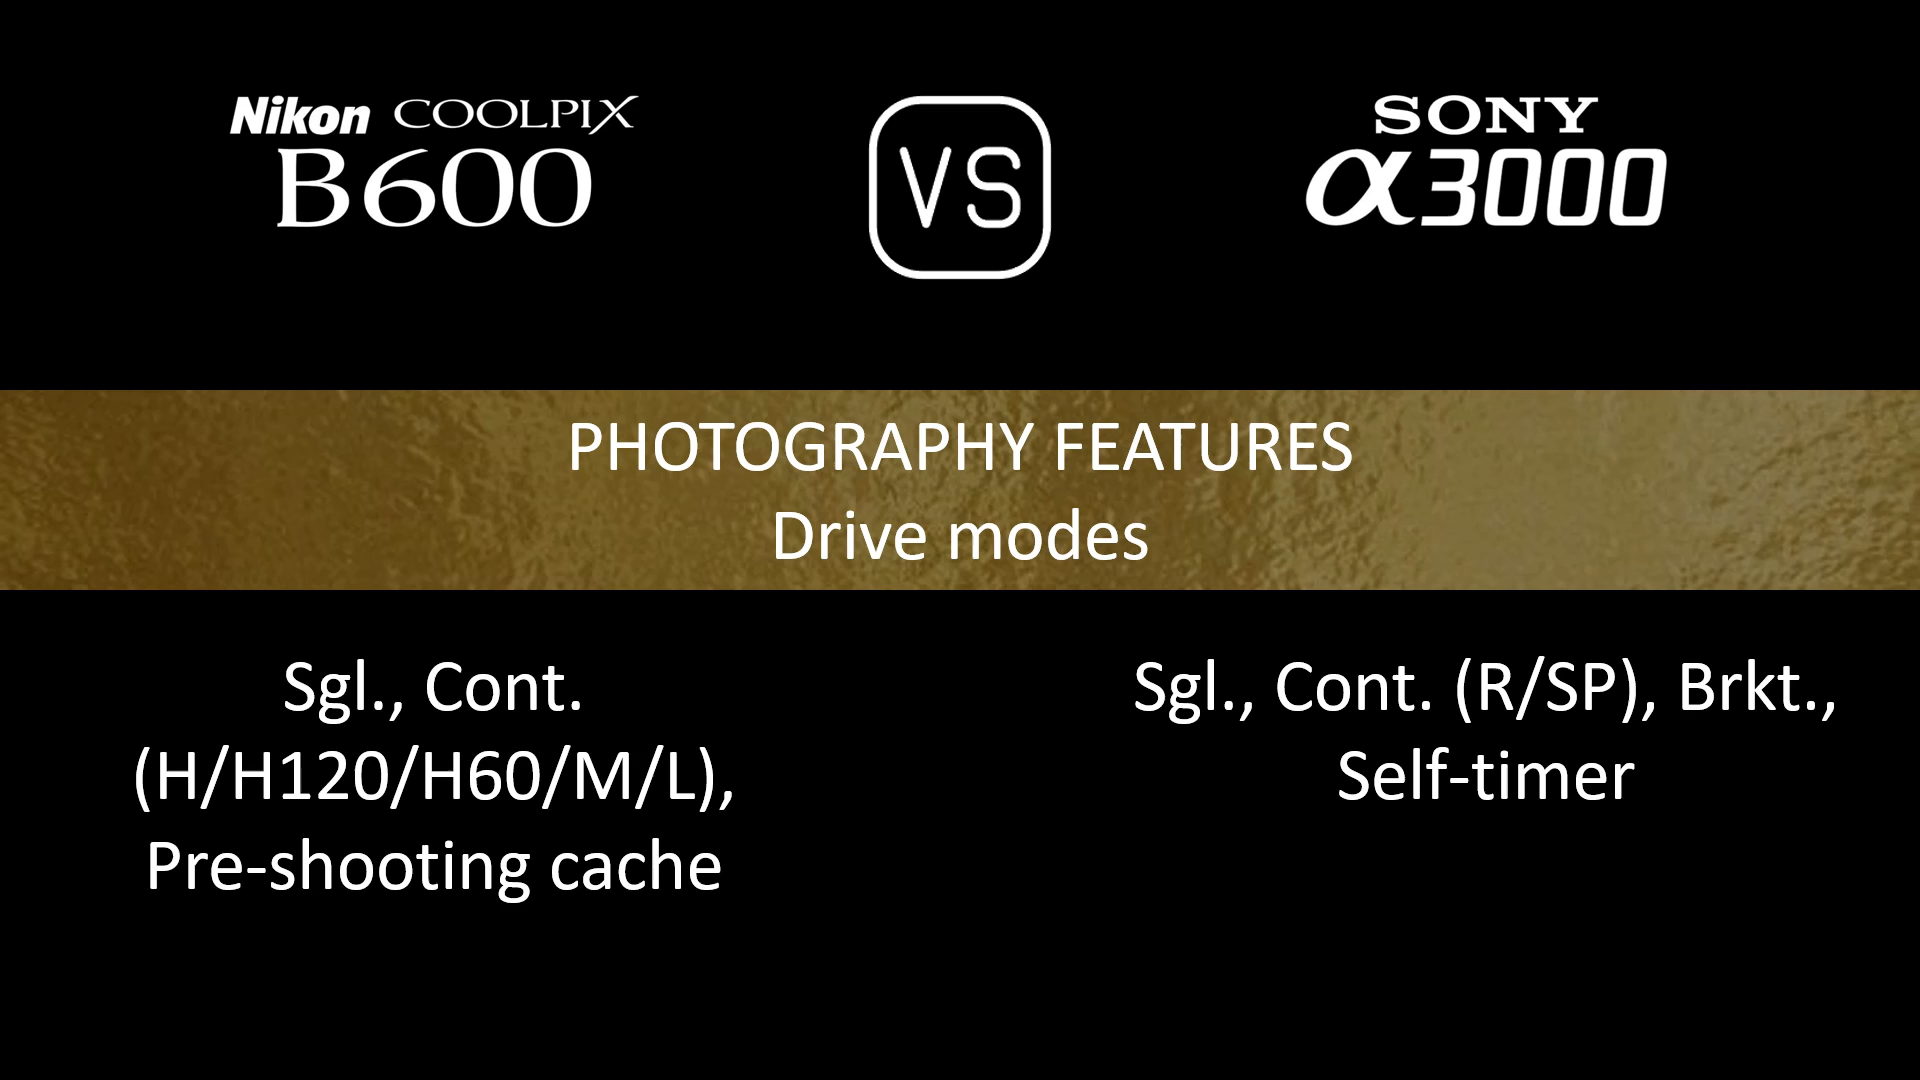 Nikon COOLPIX
B600
VS
SONY
α3000
PHOTOGRAPHY FEATURES
Drive modes
Sgl., Cont.
(H/H120/H60/M/L),
Pre-shooting cache
Sgl., Cont. (R/SP), Brkt.,
Self-timer